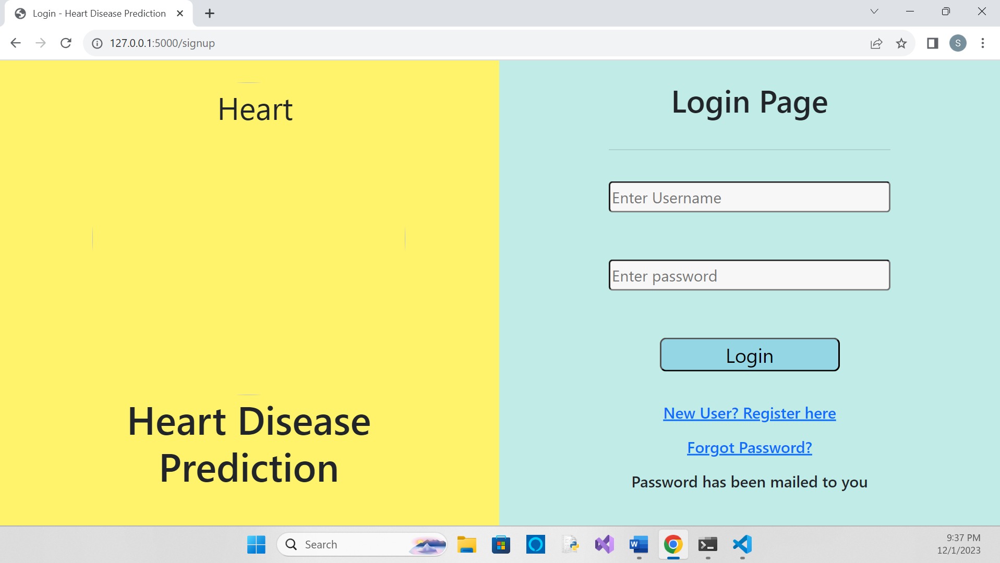 Login - Heart Disease Prediction
127.0.0.1:5000/signup
S
Heart
Heart Disease
Prediction
Login Page
Enter Username
Enter password
Login
New User? Register here
Forgot Password?
Password has been mailed to you
Search
W
9:37 PM
12/1/2023